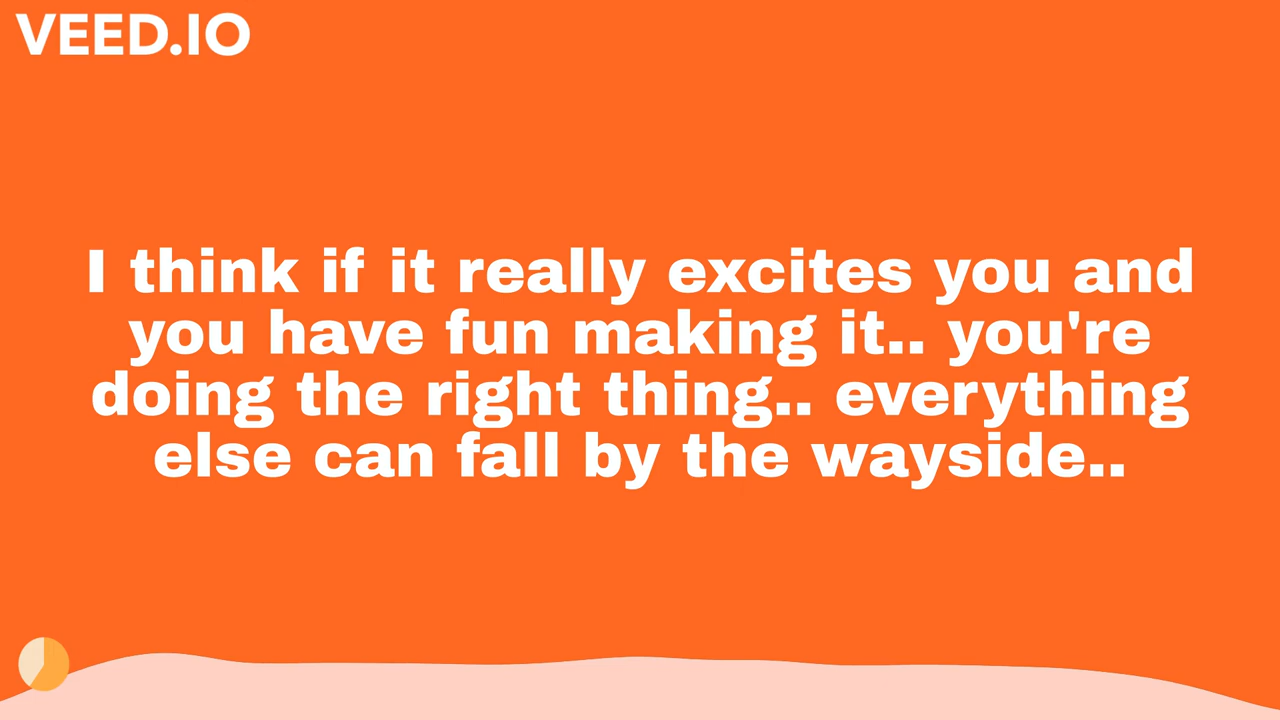 VEED.IO
I think if it really excites you and
you have fun making it.. you're
doing the right thing.. everything
else can fall by the wayside..